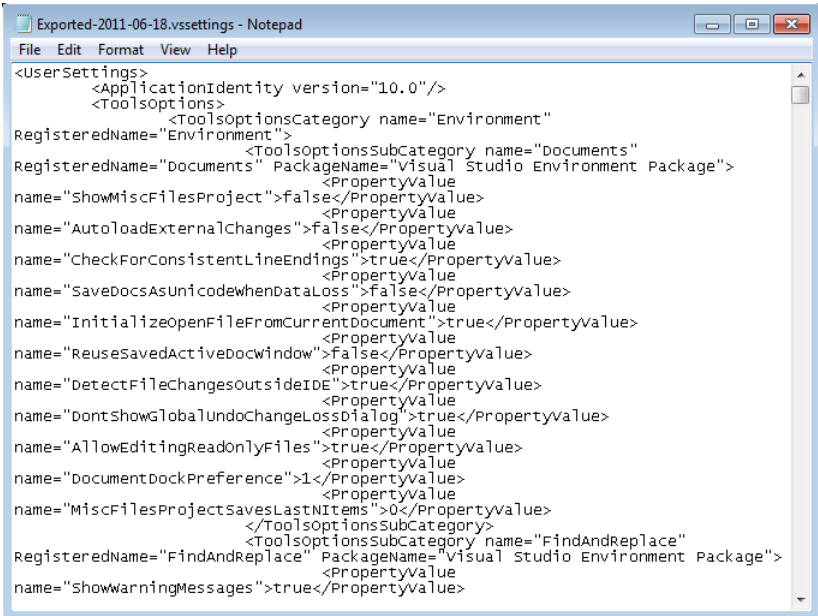 Exported-2011-06-18.vssettings - Notepad
File Edit Format View Help
<UserSettings>
<ApplicationIdentity version="10.0"/>
<ToolsOptions>
<ToolsOptionsCategory name="Environment"
RegisteredName="Environment">
<ToolsOptionsSubCategory name="Documents"
RegisteredName="Documents" PackageName="Visual Studio Environment Package">
<PropertyValue
name="ShowMiscFilesProject">false</PropertyValue>
<PropertyValue
name="AutoloadExternalChanges">false</PropertyValue>
<PropertyValue
name="CheckForConsistentLineEndings">true</PropertyValue>
<PropertyValue
name="SaveDocsAsUnicodeWhenDataLoss">false</PropertyValue>
<PropertyValue
name="InitializeOpenFileFromCurrentDocument">true</PropertyValue>
<PropertyValue
name="ReuseSavedActiveDocWindow">false</PropertyValue>
<PropertyValue
name="DetectFileChangesOutsideIDE">true</PropertyValue>
<PropertyValue
name="DontShowGlobalUndoChangeLossDialog">true</PropertyValue>
<PropertyValue
name="AllowEditingReadOnlyFiles">true</PropertyValue>
<PropertyValue
name="DocumentDockPreference">1</PropertyValue>
<PropertyValue
name="MiscFilesProjectSavesLastNItems">0</PropertyValue>
</ToolsOptionsSubCategory>
<ToolsOptionsSubCategory name="FindAndReplace"
RegisteredName="FindAndReplace" PackageName="Visual Studio Environment Package">
<PropertyValue
name="ShowWarningMessages">true</PropertyValue>